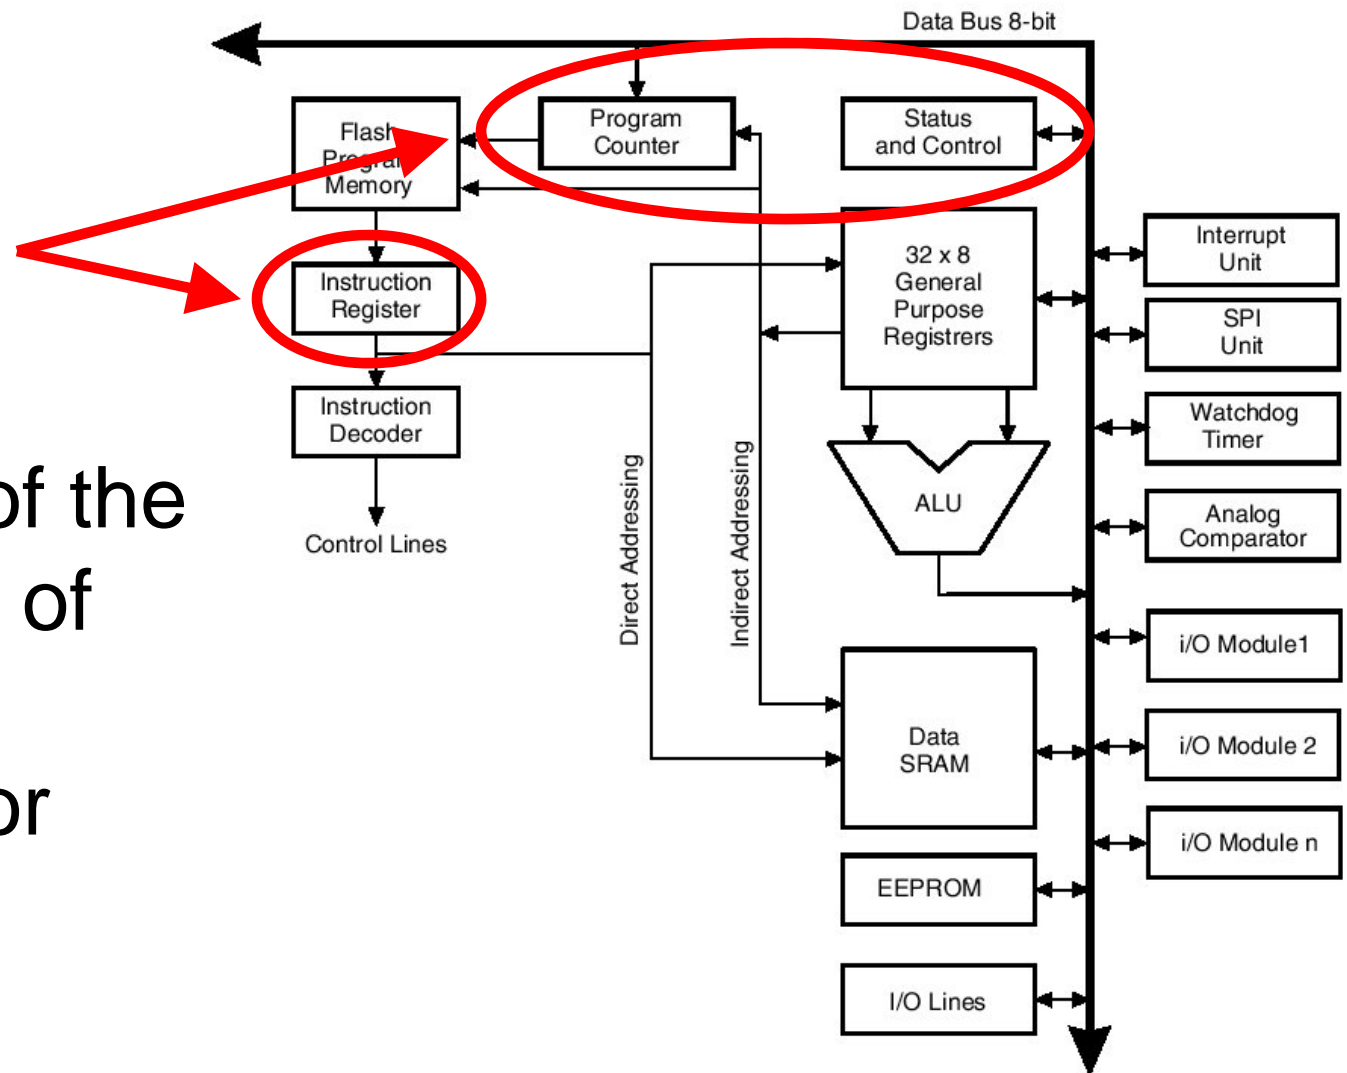 Data Bus 8-bit
Flash
Program
Memory
Program
Counter
Status
and Control
Instruction
Register
32 x 8
General
Purpose
Registrers
Interrupt
Unit
SPI
Unit
Instruction
Decoder
Watchdog
Timer
of the
of
or
Control Lines
Direct Addressing
Indirect Addressing
ALU
Analog
Comparator
i/O Module1
Data
SRAM
i/O Module 2
i/O Module n
EEPROM
I/O Lines